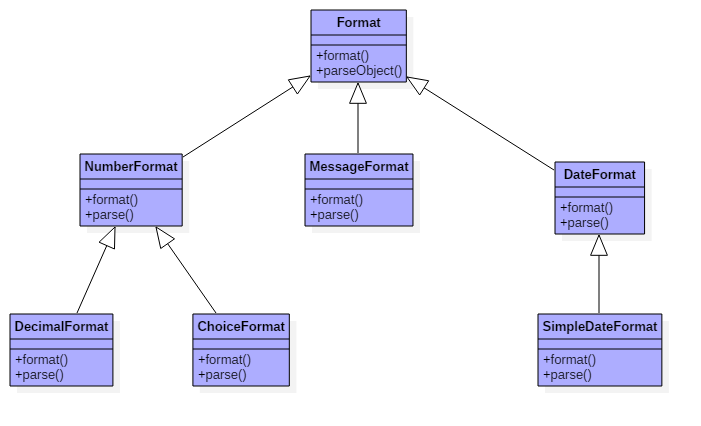 Format
+format()
+parseObject()
NumberFormat
+format()
+parse()
MessageFormat
+format()
+parse()
DateFormat
+format()
+parse()
DecimalFormat
+format()
+parse()
ChoiceFormat
+format()
+parse()
SimpleDateFormat
+format()
+parse()